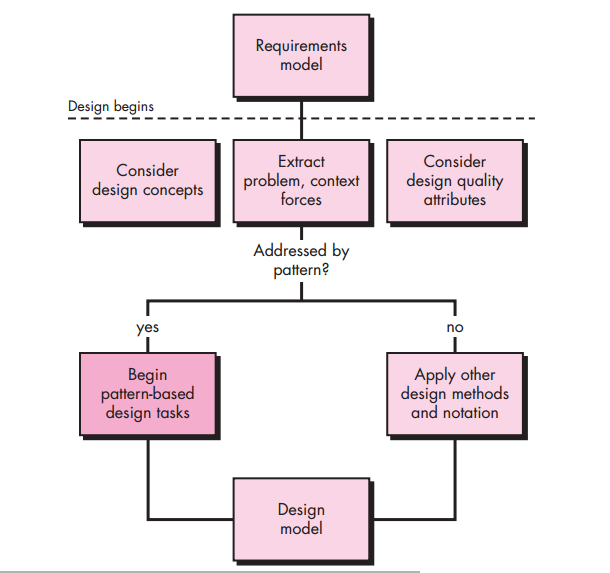 Requirements
model
Design begins
Consider
design concepts
Extract
problem, context
forces
Consider
design quality
attributes
Addressed by
pattern?
yes
no
Begin
pattern-based
design tasks
Apply other
design methods
and notation
Design
model